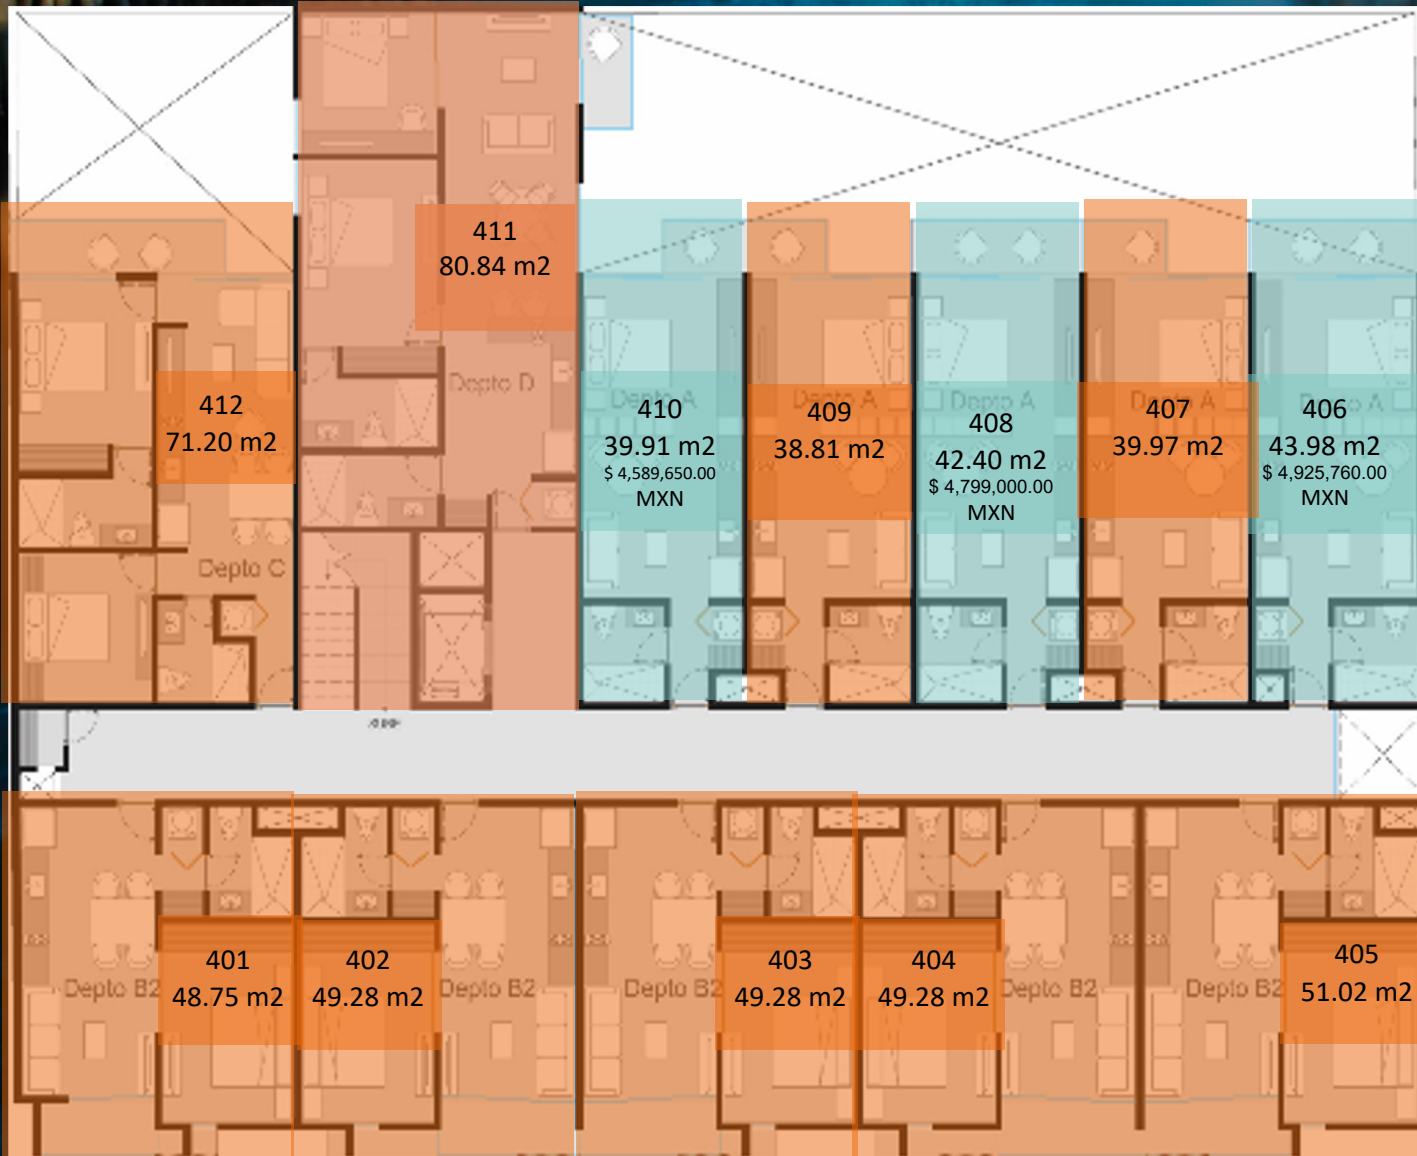 411
80.84 m2
Depto D
412
71.20 m2
Depto C
Depto A
410
39.91 m2
$ 4,589,650.00
MXN
Depto A
409
38.81 m2
Depto A
408
42.40 m2
$ 4,799,000.00
MXN
Depto A
407
39.97 m2
Depto A
406
43.98 m2
$ 4,925,760.00
MXN
401
48.75 m2
Depto B2
402
49.28 m2
Depto B2
403
49.28 m2
Depto B2
404
49.28 m2
Depto B2
405
51.02 m2
Depto B2